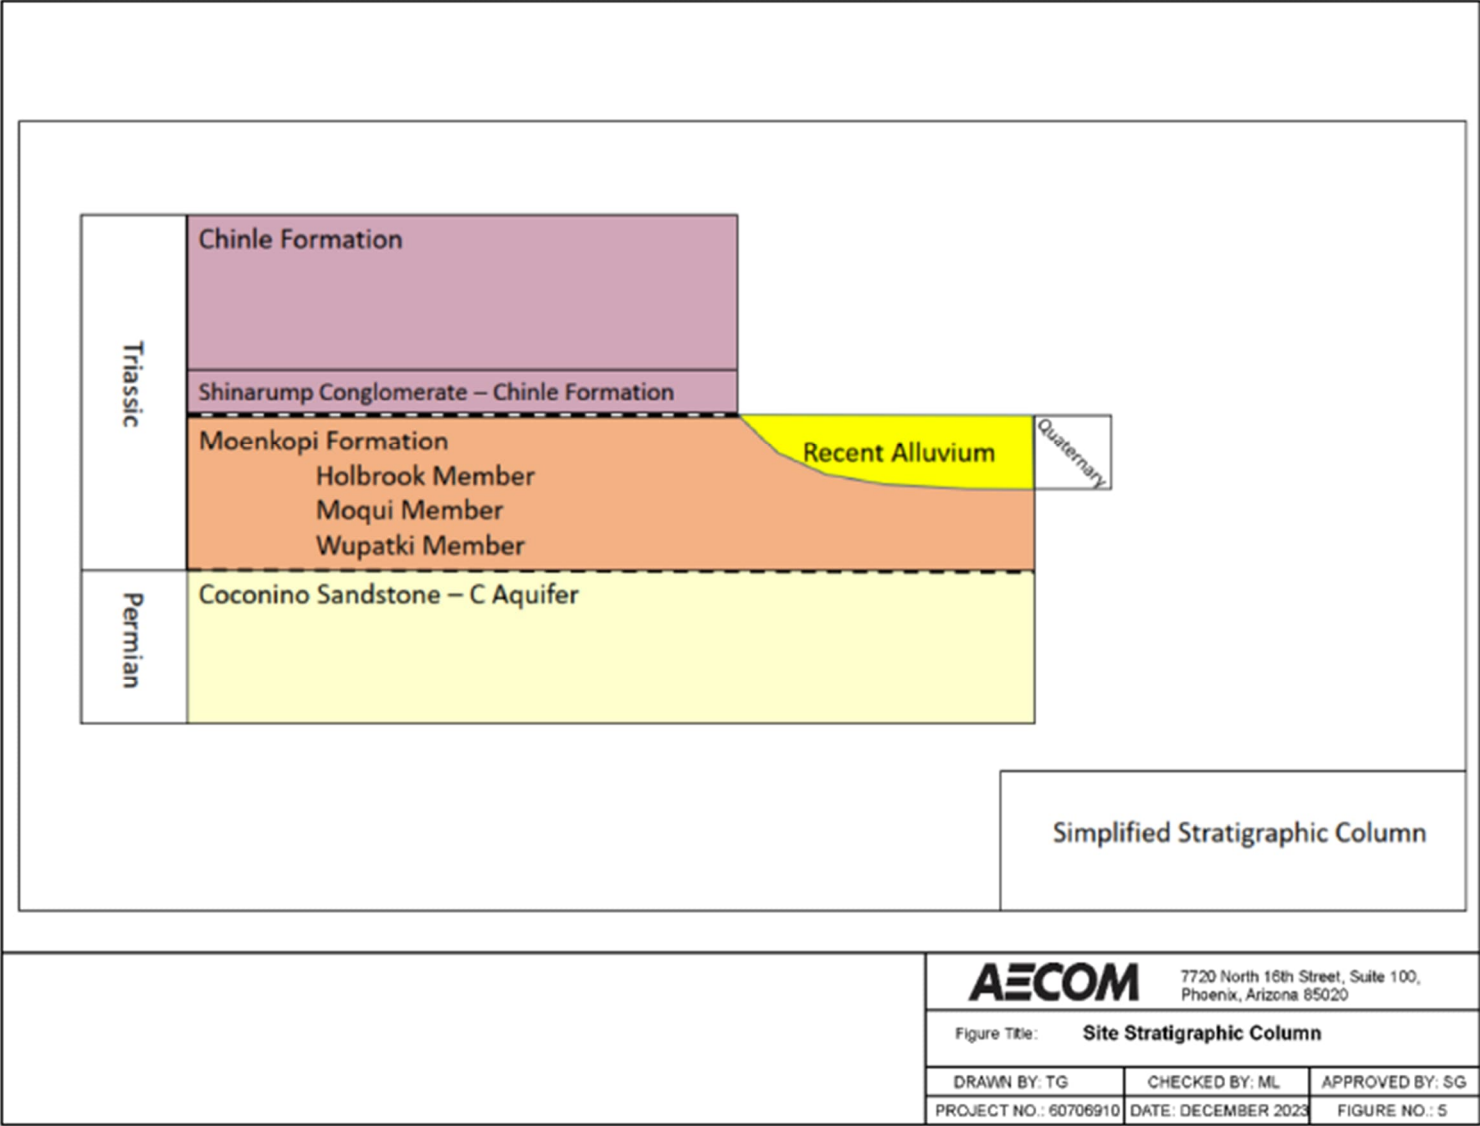 Chinle Formation
Triassic
Shinarump Conglomerate – Chinle Formation
Moenkopi Formation
Holbrook Member
Moqui Member
Wupatki Member
Recent Alluvium
Quaternary
Permian
Coconino Sandstone – C Aquifer
Simplified Stratigraphic Column
AECOM
7720 North 16th Street, Suite 100,
Phoenix, Arizona 85020
Figure Title: Site Stratigraphic Column
DRAWN BY: TG CHECKED BY: ML APPROVED BY: SG
PROJECT NO.: 60706910 DATE: DECEMBER 2023 FIGURE NO.: 5